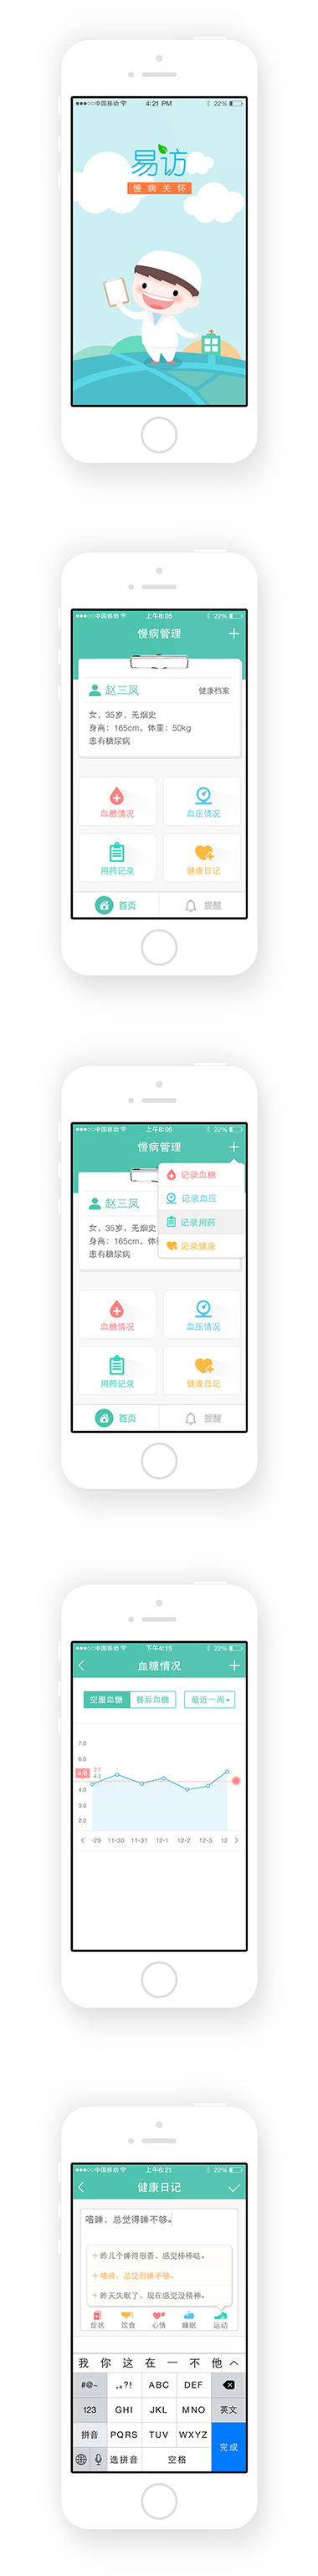 中国移动 4:21 PM 22%
易访
慢病关怀
中国移动 上午8:05 22%
慢病管理
赵三凤 健康档案
女，35岁，无烟史
身高：165cm，体重：50kg
患有糖尿病
血糖情况 血压情况
用药记录 健康日记
首页 提醒
中国移动 上午8:05 22%
慢病管理
记录血糖
赵三凤
记录血压
女，35岁，无烟史
记录用药
身高：165cm，体
患有糖尿病
记录健康
血糖情况 血压情况
用药记录 健康日记
首页 提醒
中国移动 下午4:15 22%
血糖情况
空腹血糖 餐后血糖 最近一周
7.0
6.0
4.0
3.0
2.0
-29 11-30 11-31 12-1 12-2 12-3 12
中国移动 上午6:21 22%
健康日记
嗜睡，总觉得睡不够。
昨儿个睡得很香，感觉棒棒哒。
嗜睡，总觉得睡不够。
昨天失眠了，现在感觉没精神。
症状 饮食 心情 睡眠 运动
我 你 这 在 一 不 他
#@~ ,。?! ABC DEF
123 GHI JKL MNO 英文
拼音 PQRS TUV WXYZ 完成
选拼音 空格